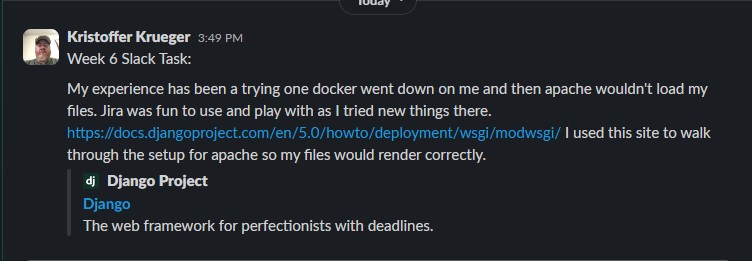 Today
Kristoffer Krueger 3:49 PM
Week 6 Slack Task:
My experience has been a trying one docker went down on me and then apache wouldn't load my
files. Jira was fun to use and play with as I tried new things there.
https://docs.djangoproject.com/en/5.0/howto/deployment/wsgi/modwsgi/ I used this site to walk
through the setup for apache so my files would render correctly.
dj Django Project
Django
The web framework for perfectionists with deadlines.